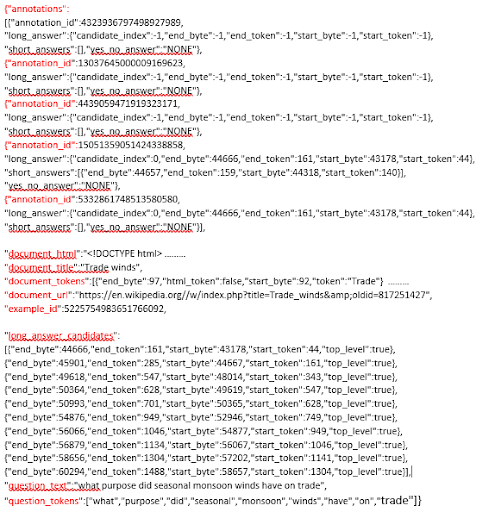 {"annotations":
[{"annotation_id":4323936797498927989,
"long_answer":{"candidate_index":-1,"end_byte":-1,"end_token":-1,"start_byte":-1,"start_token":-1},
"short_answers":[],"yes_no_answer":"NONE"},
{"annotation_id":13037645000009169623,
"long_answer":{"candidate_index":-1,"end_byte":-1,"end_token":-1,"start_byte":-1,"start_token":-1},
"short_answers":[],"yes_no_answer":"NONE"},
{"annotation_id":4439059471919323171,
"long_answer":{"candidate_index":-1,"end_byte":-1,"end_token":-1,"start_byte":-1,"start_token":-1},
"short_answers":[],"yes_no_answer":"NONE"},
{"annotation_id":15051359051424338858,
"long_answer":{"candidate_index":0,"end_byte":44666,"end_token":161,"start_byte":43178,"start_token":44},
"short_answers":[{"end_byte":44657,"end_token":159,"start_byte":44318,"start_token":140}],
"yes_no_answer":"NONE"},
{"annotation_id":5332861748513580580,
"long_answer":{"candidate_index":0,"end_byte":44666,"end_token":161,"start_byte":43178,"start_token":44},
"short_answers":[],"yes_no_answer":"NONE"}],
"document_html":"<!DOCTYPE html> .........
"document_title":"Trade winds",
"document_tokens":[{"end_byte":97,"html_token":false,"start_byte":92,"token":"Trade"} .........
"document_url":"https://en.wikipedia.org//w/index.php?title=Trade_winds&amp;oldid=817251427",
"example_id":5225754983651766092,
"long_answer_candidates":
[{"end_byte":44666,"end_token":161,"start_byte":43178,"start_token":44,"top_level":true},
{"end_byte":45901,"end_token":285,"start_byte":44667,"start_token":161,"top_level":true},
{"end_byte":49618,"end_token":547,"start_byte":48014,"start_token":343,"top_level":true},
{"end_byte":50364,"end_token":628,"start_byte":49619,"start_token":547,"top_level":true},
{"end_byte":50993,"end_token":701,"start_byte":50365,"start_token":628,"top_level":true},
{"end_byte":54876,"end_token":949,"start_byte":52946,"start_token":749,"top_level":true},
{"end_byte":56066,"end_token":1046,"start_byte":54877,"start_token":949,"top_level":true},
{"end_byte":56879,"end_token":1134,"start_byte":56067,"start_token":1046,"top_level":true},
{"end_byte":58656,"end_token":1304,"start_byte":57202,"start_token":1141,"top_level":true},
{"end_byte":60294,"end_token":1488,"start_byte":58657,"start_token":1304,"top_level":true}],
"question_text":"what purpose did seasonal monsoon winds have on trade",
"question_tokens":["what","purpose","did","seasonal","monsoon","winds","have","on","trade"]}